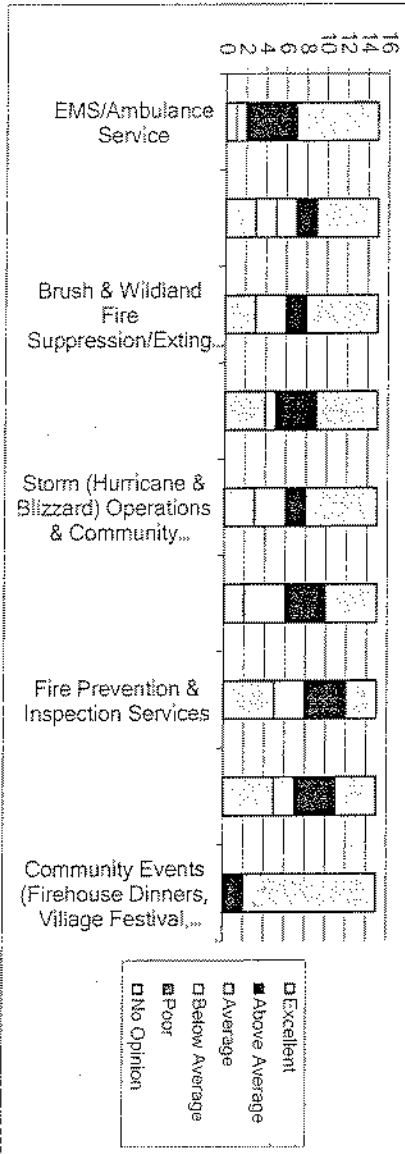 0 2 4 6 8 10 12 14 16
EMS/Ambulance
Service
Brush & Wildland
Fire
Suppression/Exting...
Storm (Hurricane &
Blizzard) Operations
& Community...
Fire Prevention &
Inspection Services
Community Events
(Firehouse Dinners,
Village Festival,...
Excellent
Above Average
Average
Below Average
Poor
No Opinion